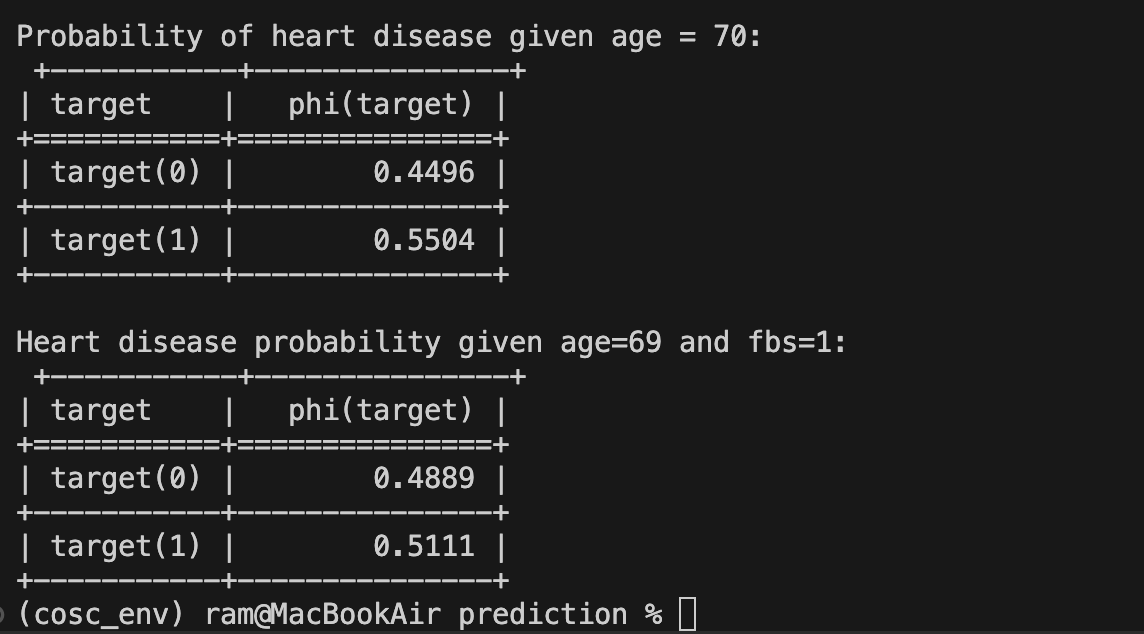 Probability of heart disease given age = 70:
 +-----------+---------------+
| target    |   phi(target) |
+===========+===============+
| target(0) |        0.4496 |
+-----------+---------------+
| target(1) |        0.5504 |
+-----------+---------------+

Heart disease probability given age=69 and fbs=1:
 +-----------+---------------+
| target    |   phi(target) |
+===========+===============+
| target(0) |        0.4889 |
+-----------+---------------+
| target(1) |        0.5111 |
+-----------+---------------+
(cosc_env) ram@MacBookAir prediction %